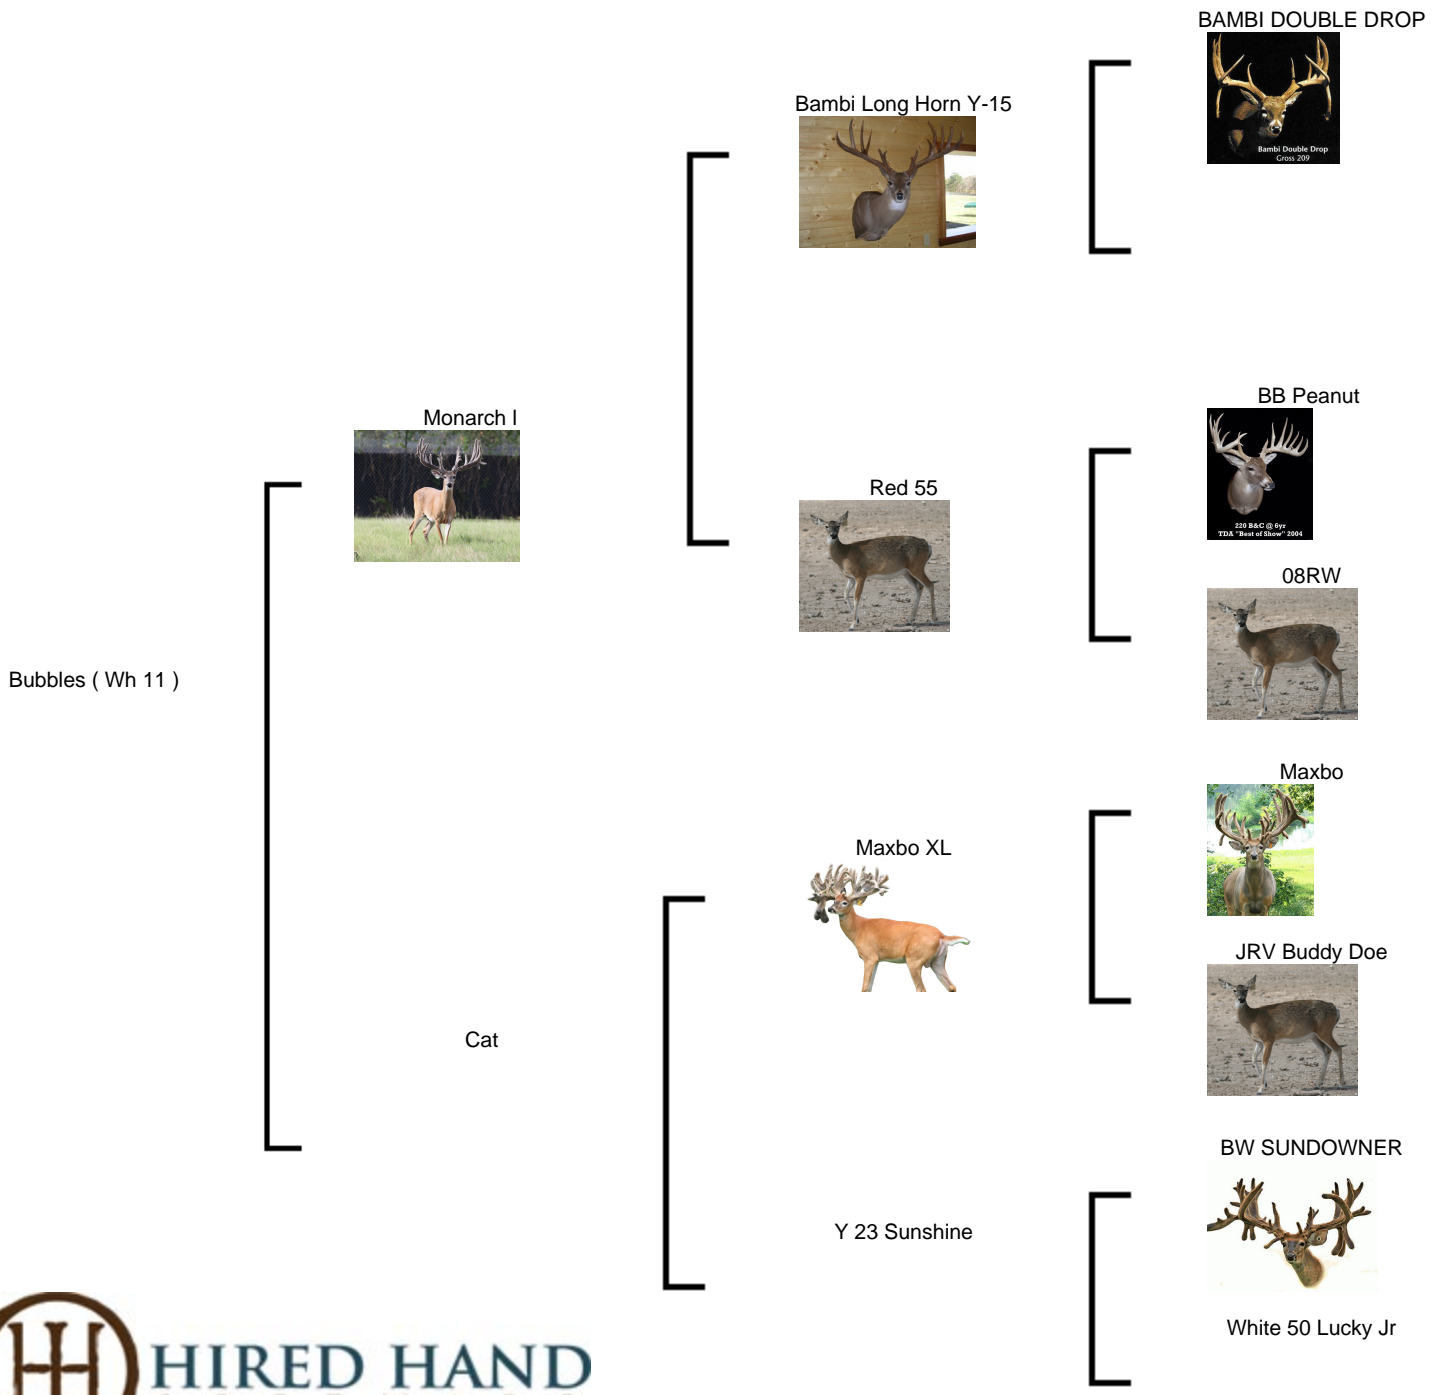 BAMBI DOUBLE DROP
Bambi Double Drop
Gross 209
Bambi Long Horn Y-15
BB Peanut
220 B&C @ 6yr
TDA "Best of Show" 2004
Monarch I
Red 55
08RW
Bubbles ( Wh 11 )
Maxbo
Maxbo XL
JRV Buddy Doe
Cat
BW SUNDOWNER
Y 23 Sunshine
White 50 Lucky Jr
HIRED HAND